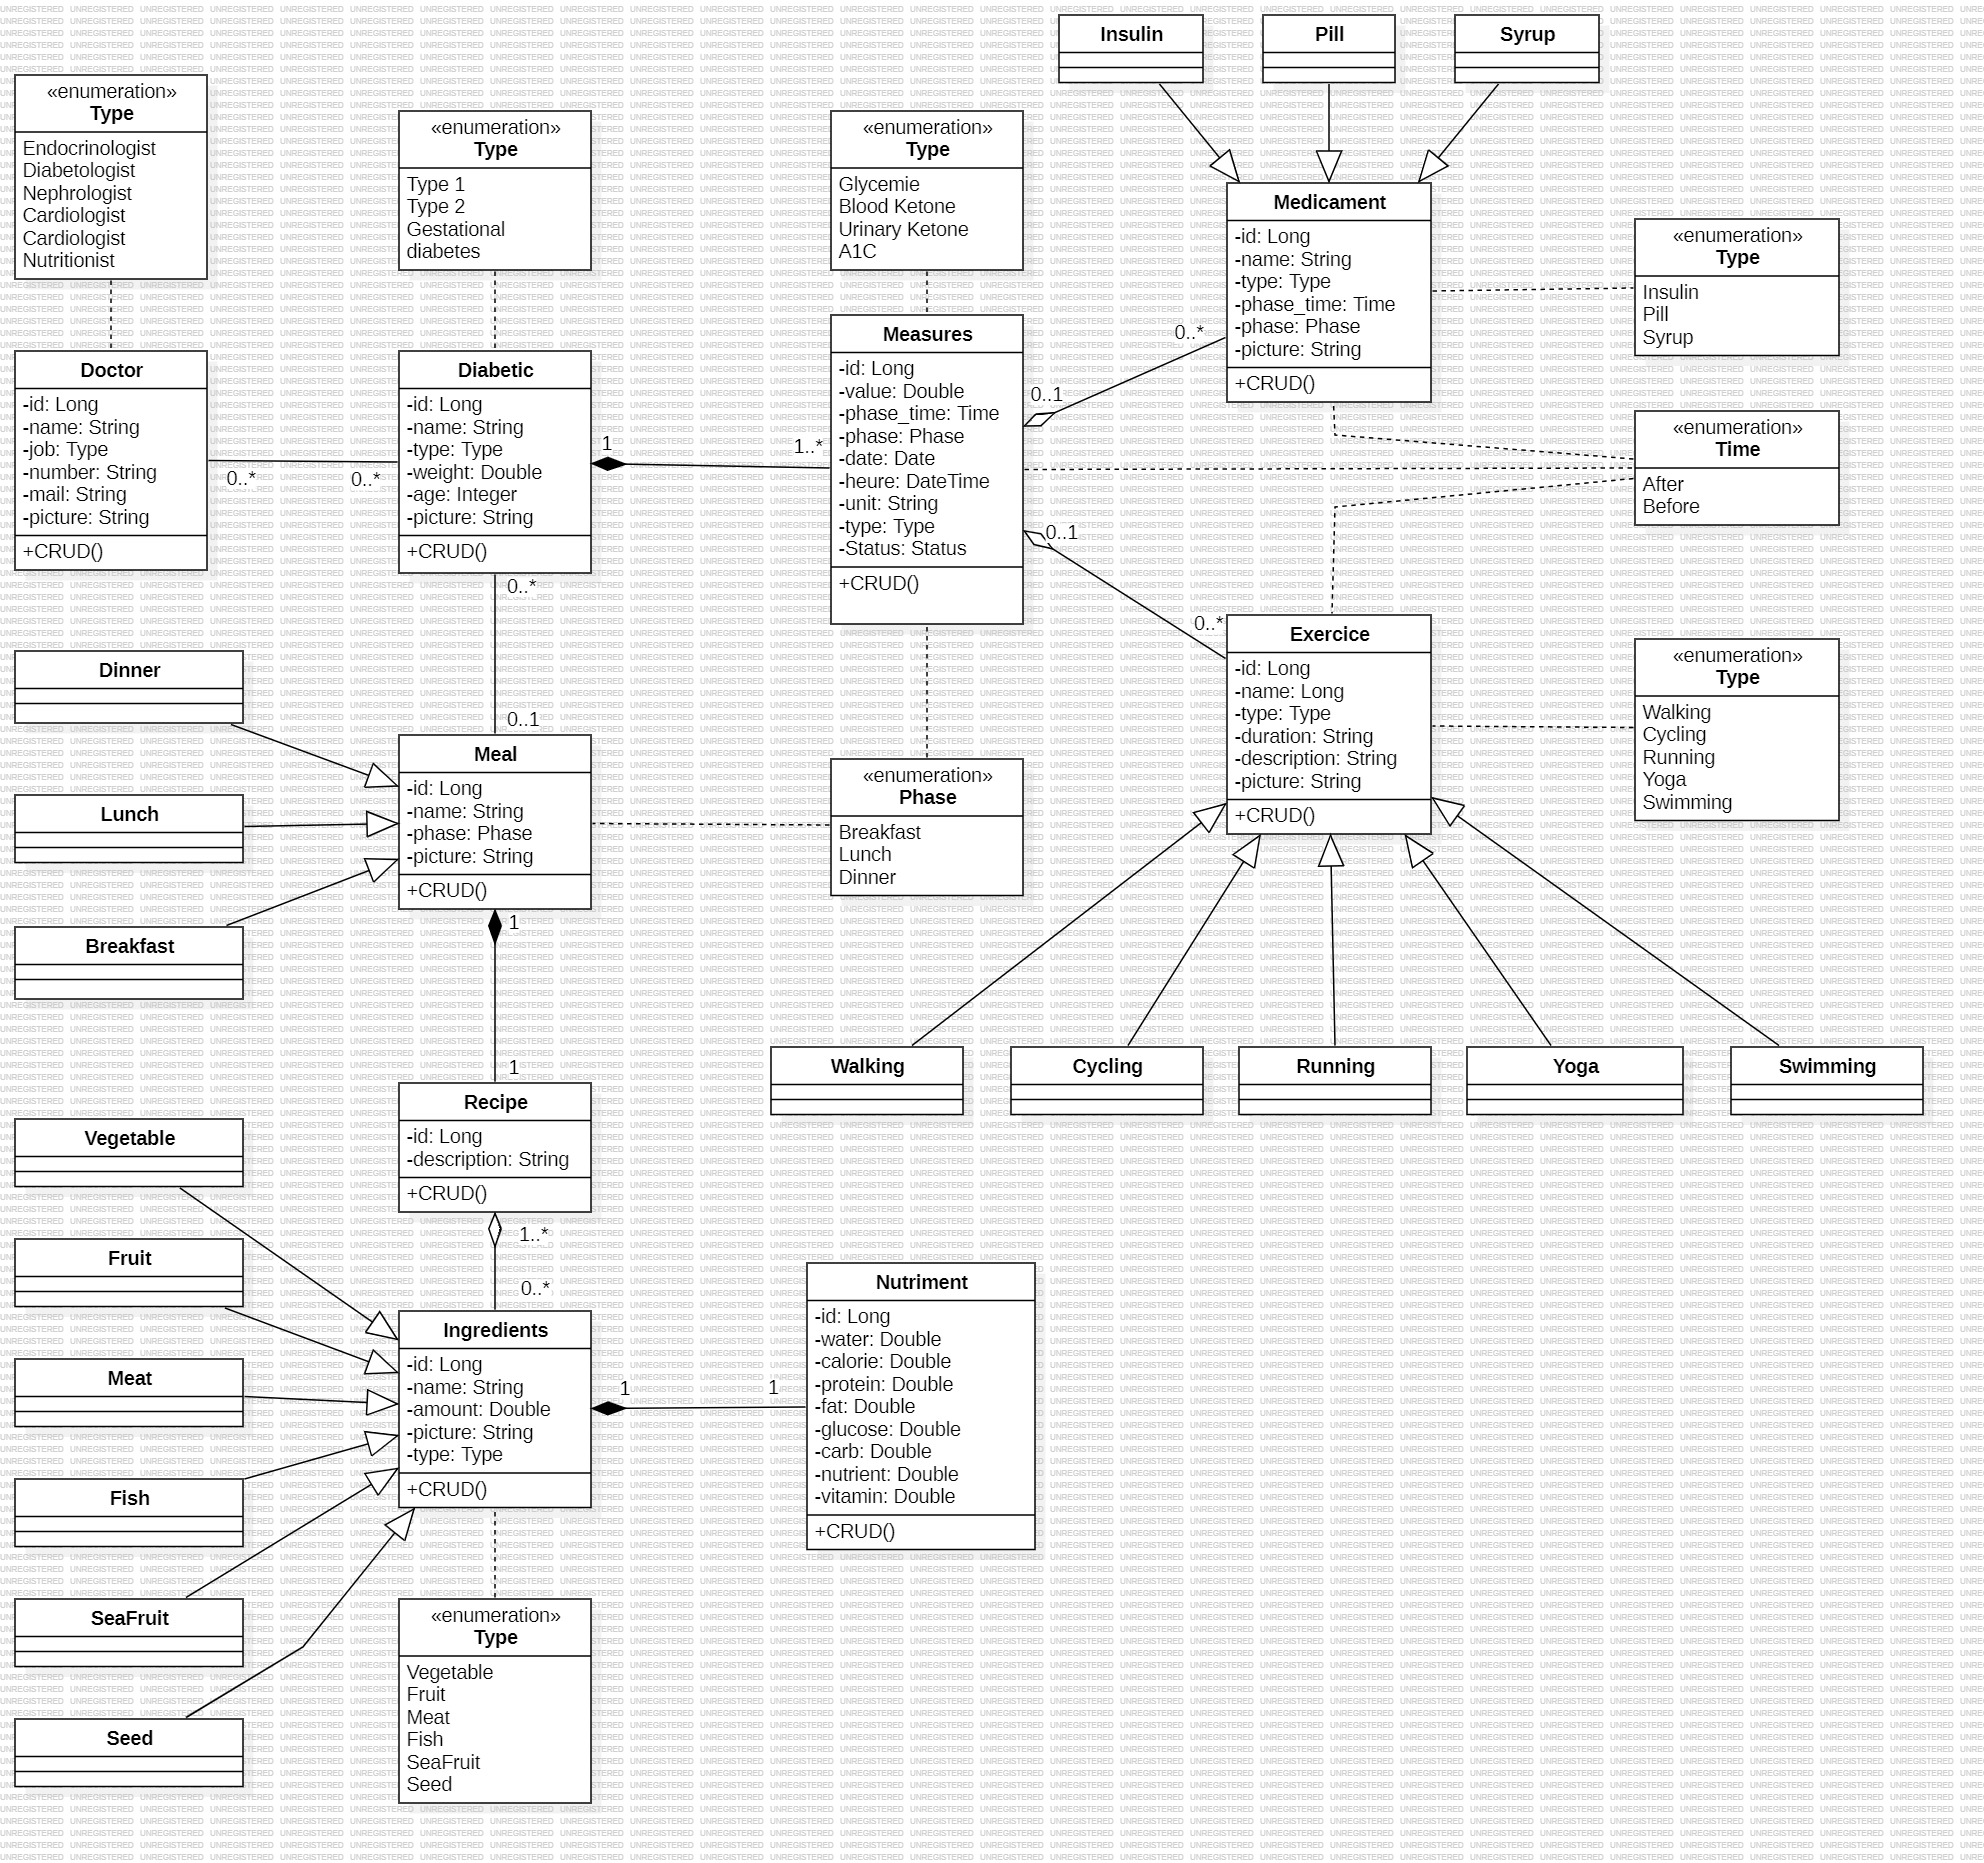 Insulin
Pill
Syrup
«enumeration»
Type
Endocrinologist
Diabetologist
Nephrologist
Cardiologist
Cardiologist
Nutritionist
«enumeration»
Type
Type 1
Type 2
Gestational
diabetes
«enumeration»
Type
Glycemie
Blood Ketone
Urinary Ketone
A1C
Medicament
-id: Long
-name: String
-type: Type
-phase_time: Time
-phase: Phase
-picture: String
+CRUD()
«enumeration»
Type
Insulin
Pill
Syrup
Doctor
-id: Long
-name: String
-job: Type
-number: String
-mail: String
-picture: String
+CRUD()
0..*
0..*
Diabetic
-id: Long
-name: String
-type: Type
-weight: Double
-age: Integer
-picture: String
+CRUD()
1
1..*
Measures
-id: Long
-value: Double
-phase_time: Time
-phase: Phase
-date: Date
-heure: DateTime
-unit: String
-type: Type
-Status: Status
+CRUD()
0..1
0..*
0..1
0..*
«enumeration»
Time
After
Before
Exercice
-id: Long
-name: Long
-type: Type
-duration: String
-description: String
-picture: String
+CRUD()
«enumeration»
Type
Walking
Cycling
Running
Yoga
Swimming
0..*
0..1
Dinner
Lunch
Breakfast
Meal
-id: Long
-name: String
-phase: Phase
-picture: String
+CRUD()
«enumeration»
Phase
Breakfast
Lunch
Dinner
1
1
Walking
Cycling
Running
Yoga
Swimming
Recipe
-id: Long
-description: String
+CRUD()
1..*
0..*
Vegetable
Fruit
Meat
Fish
SeaFruit
Seed
Ingredients
-id: Long
-name: String
-amount: Double
-picture: String
-type: Type
+CRUD()
1
1
Nutriment
-id: Long
-water: Double
-calorie: Double
-protein: Double
-fat: Double
-glucose: Double
-carb: Double
-nutrient: Double
-vitamin: Double
+CRUD()
«enumeration»
Type
Vegetable
Fruit
Meat
Fish
SeaFruit
Seed
UNREGISTERED